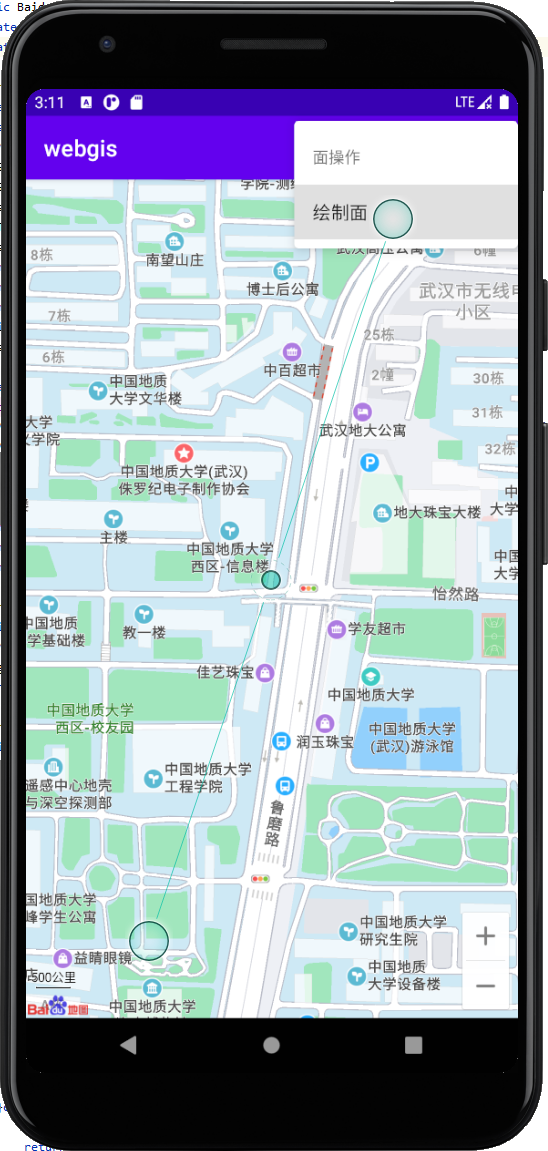 3:11
LTE
webgis
面操作
绘制面
南望山庄
8栋
博士后公寓
6幢
武汉市无线电
小区
7栋
25栋
6栋
中百超市
2幢
30栋
中国地质
大学文华楼
31栋
大学
学院
武汉地大公寓
32栋
中国地质大学(武汉)
侏罗纪电子制作协会
主楼
地大珠宝大楼
中
大学
中国地质大学
西区-信息楼
中国
大学
怡然路
中国地质
学基础楼
教一楼
学友超市
佳艺珠宝
中国地质大学
中国地质大学
西区-校友园
润玉珠宝
中国地质大学
(武汉)游泳馆
遥感中心地壳
与深空探测部
中国地质大学
工程学院
鲁磨路
国地质大学
峰学生公寓
中国地质大学
研究生院
益晴眼镜
店
500公里
中国地质
大学设备楼
中国地质大学
Bai du 地图